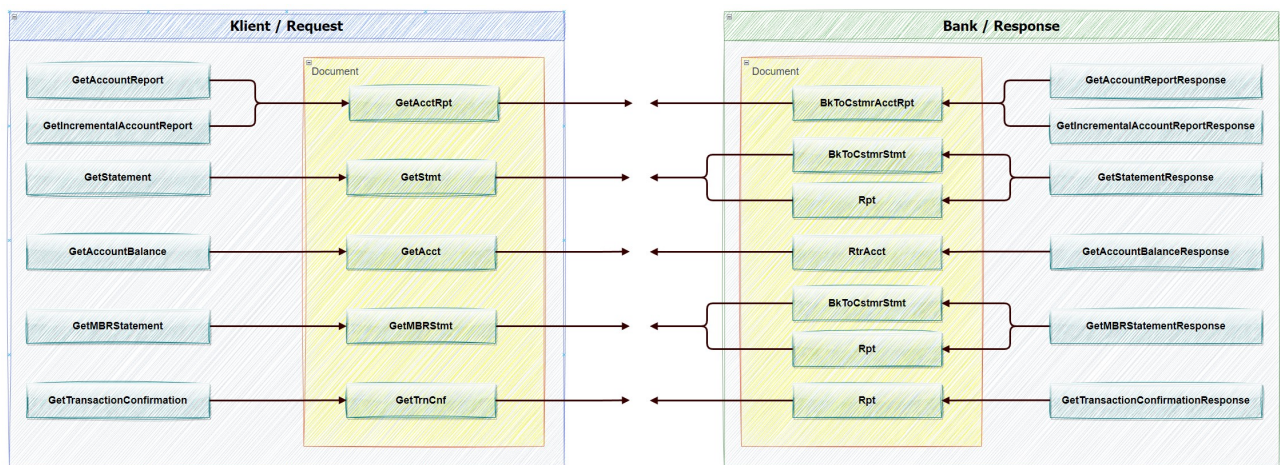 Klient / Request
Document
GetAccountReport
GetAcctRpt
GetIncrementalAccountReport
GetStatement
GetStmt
GetAccountBalance
GetAcct
GetMBRStatement
GetMBRStmt
GetTransactionConfirmation
GetTrnCnf
Bank / Response
Document
GetAccountReportResponse
BkToCstmrAcctRpt
GetIncrementalAccountReportResponse
BkToCstmrStmt
GetStatementResponse
Rpt
RtrAcct
GetAccountBalanceResponse
BkToCstmrStmt
GetMBRStatementResponse
Rpt
Rpt
GetTransactionConfirmationResponse